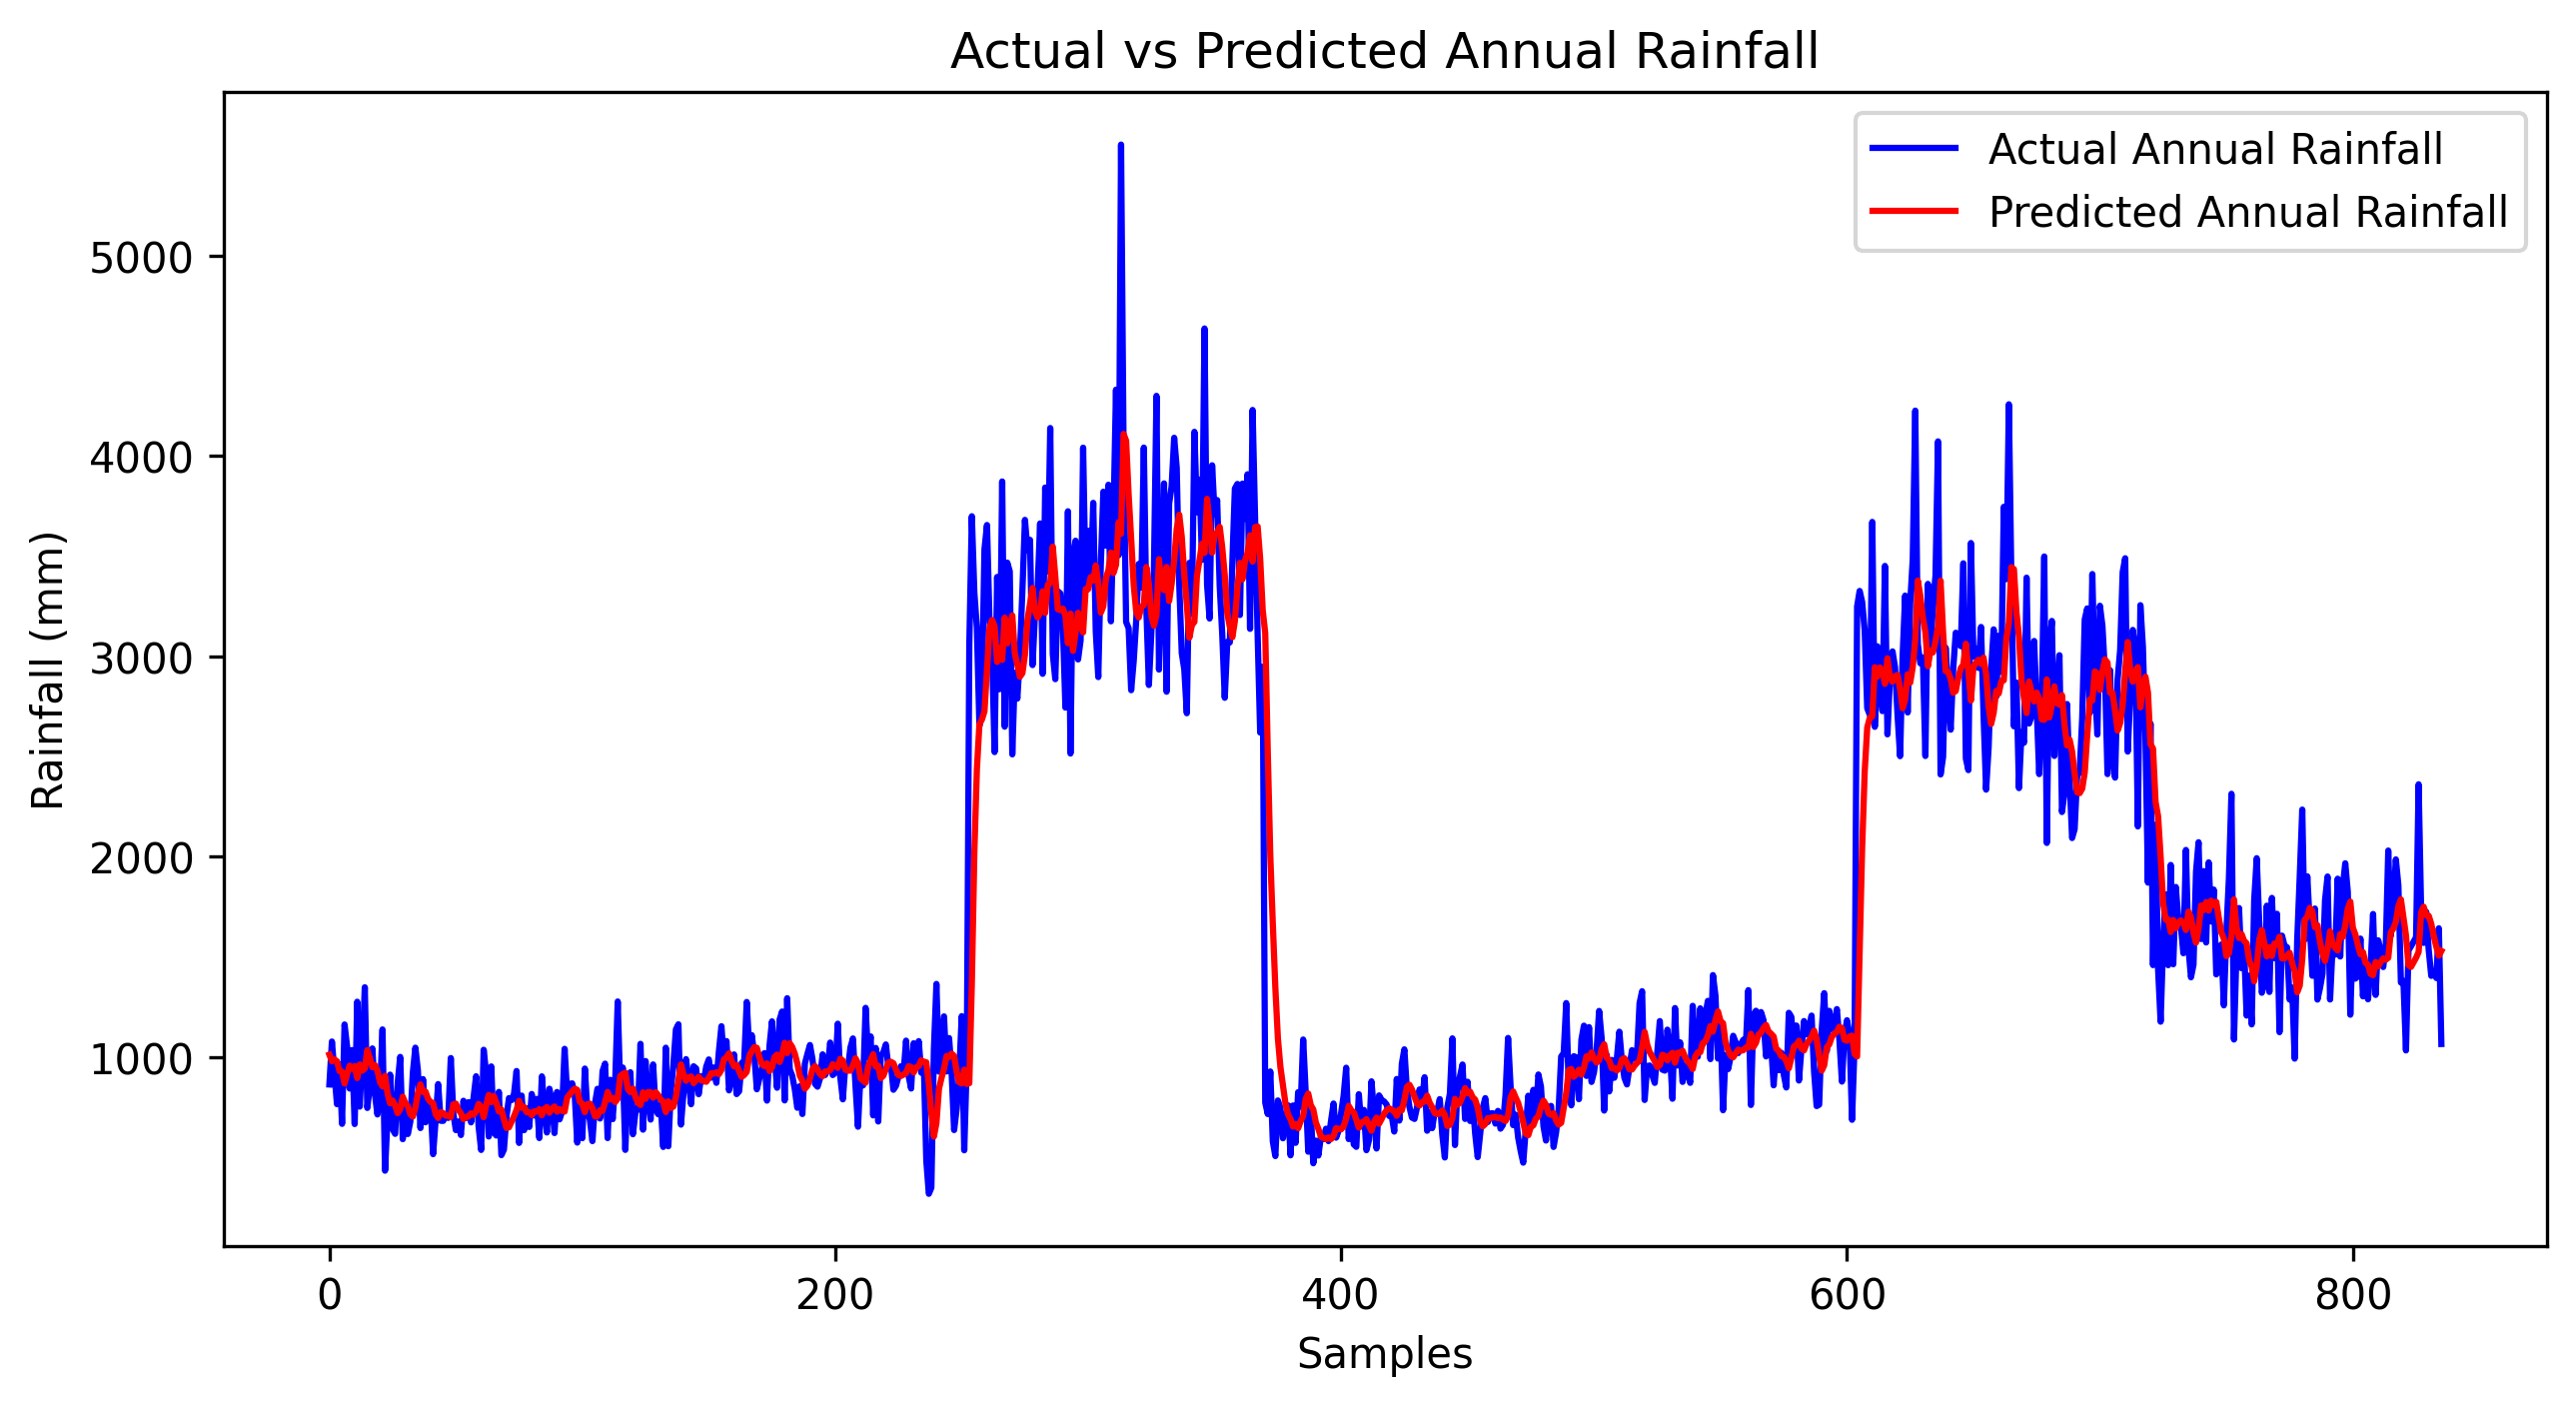 Actual vs Predicted Annual Rainfall
Actual Annual Rainfall
Predicted Annual Rainfall
5000
4000
3000
2000
1000
Rainfall (mm)
0 200 400 600 800
Samples